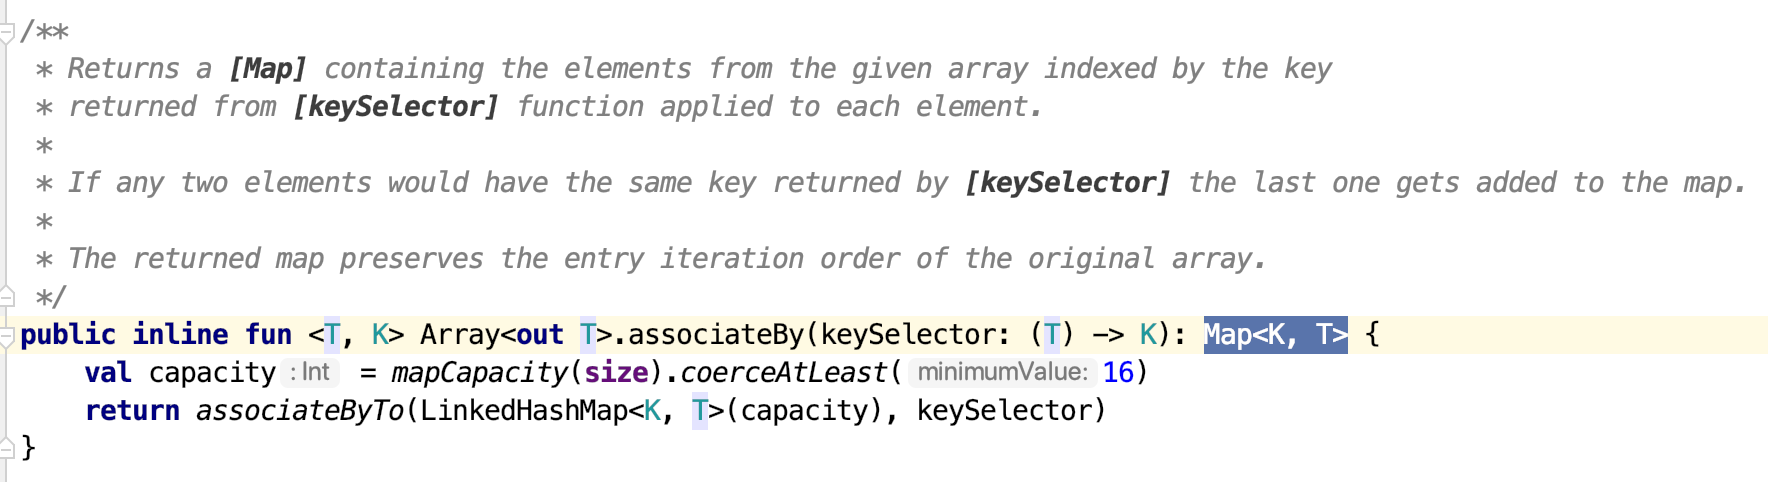 /**
 * Returns a [Map] containing the elements from the given array indexed by the key
 * returned from [keySelector] function applied to each element.
 *
 * If any two elements would have the same key returned by [keySelector] the last one gets added to the map.
 *
 * The returned map preserves the entry iteration order of the original array.
 */
public inline fun <T, K> Array<out T>.associateBy(keySelector: (T) -> K): Map<K, T> {
    val capacity : Int = mapCapacity(size).coerceAtLeast( minimumValue: 16)
    return associateByTo(LinkedHashMap<K, T>(capacity), keySelector)
}